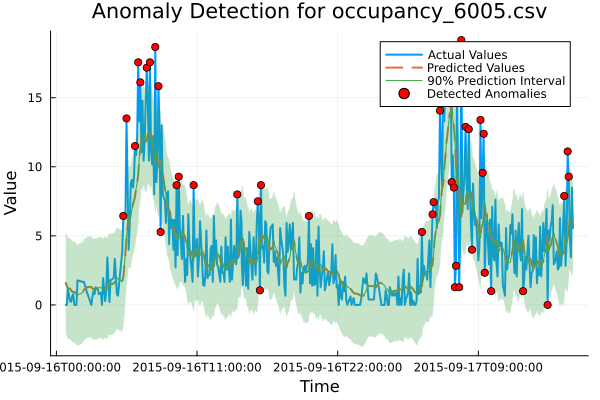 Anomaly Detection for occupancy_6005.csv
Actual Values
Predicted Values
90% Prediction Interval
Detected Anomalies
Value
15
10
5
0
015-09-16T00:00:00 2015-09-16T11:00:00 2015-09-16T22:00:00 2015-09-17T09:00:00
Time